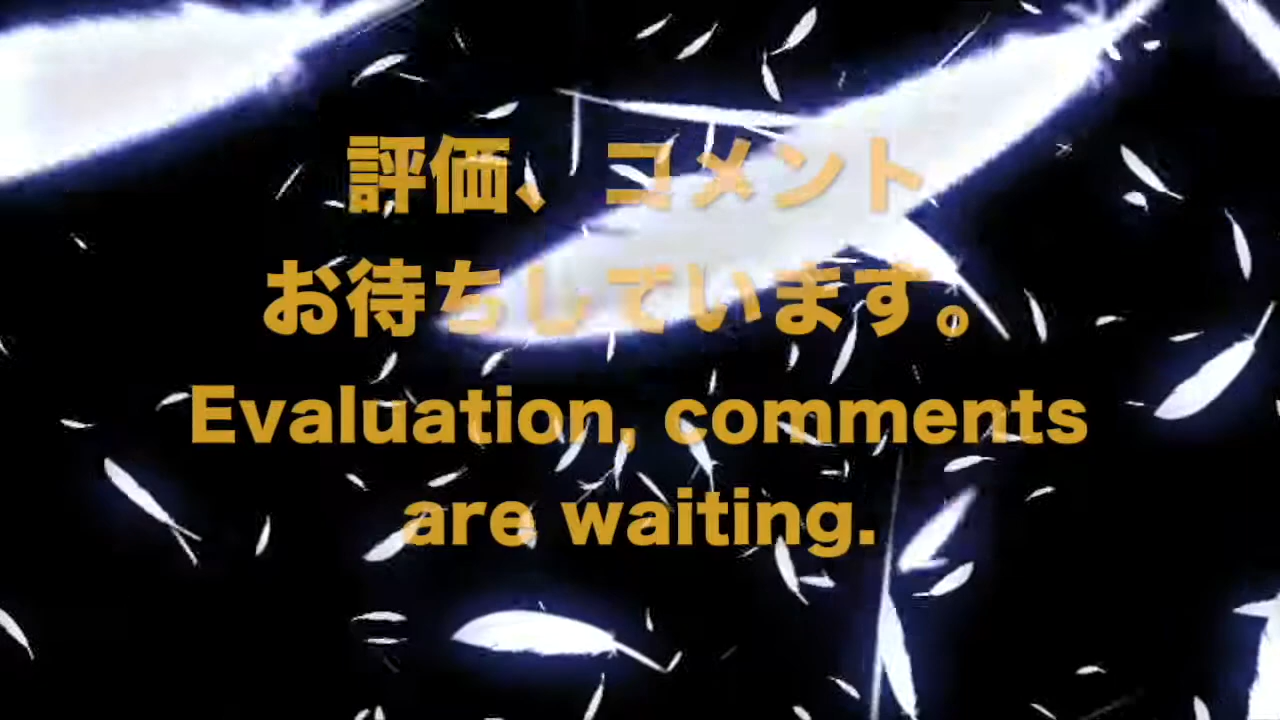 評価、コメント
お待ちしています。
Evaluation, comments
are waiting.